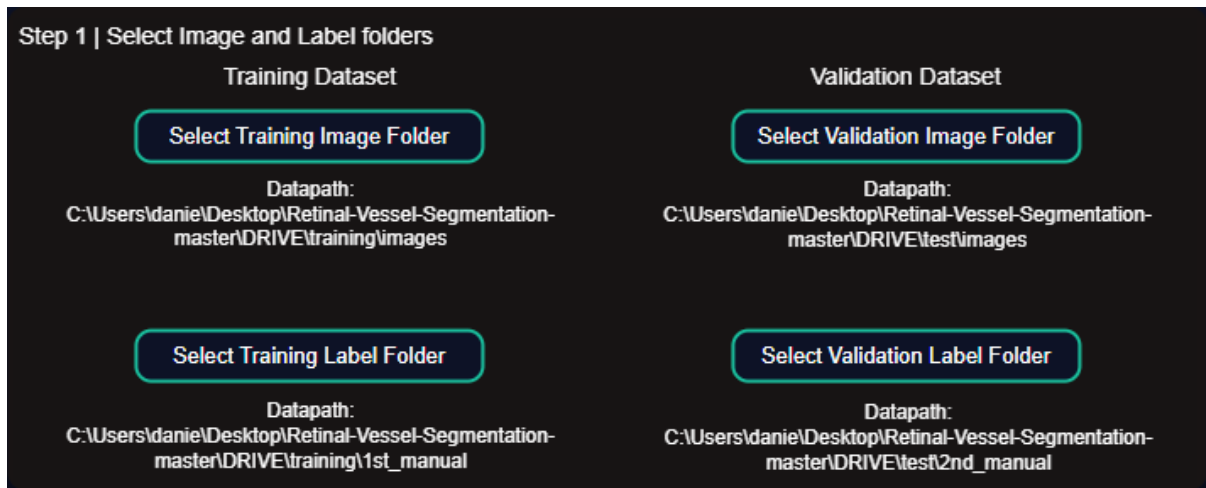 Step 1 | Select Image and Label folders
Training Dataset
Select Training Image Folder
Datapath:
C:\Users\danie\Desktop\Retinal-Vessel-Segmentation-
master\DRIVE\training\images
Select Training Label Folder
Datapath:
C:\Users\danie\Desktop\Retinal-Vessel-Segmentation-
master\DRIVE\training\1st_manual
Validation Dataset
Select Validation Image Folder
Datapath:
C:\Users\danie\Desktop\Retinal-Vessel-Segmentation-
master\DRIVE\test\images
Select Validation Label Folder
Datapath:
C:\Users\danie\Desktop\Retinal-Vessel-Segmentation-
master\DRIVE\test\2nd_manual